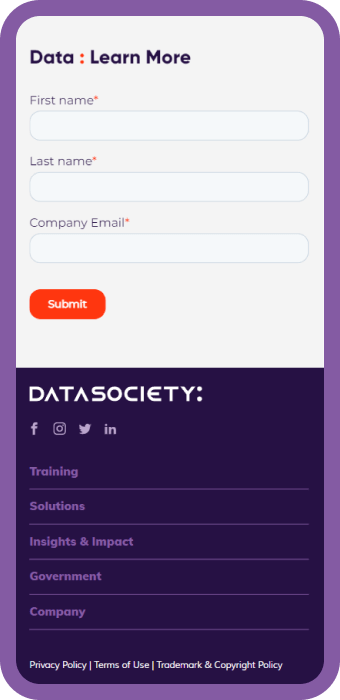 Data : Learn More
First name*
Last name*
Company Email*
Submit
DATASOCIETY:
Training
Solutions
Insights & Impact
Government
Company
Privacy Policy | Terms of Use | Trademark & Copyright Policy